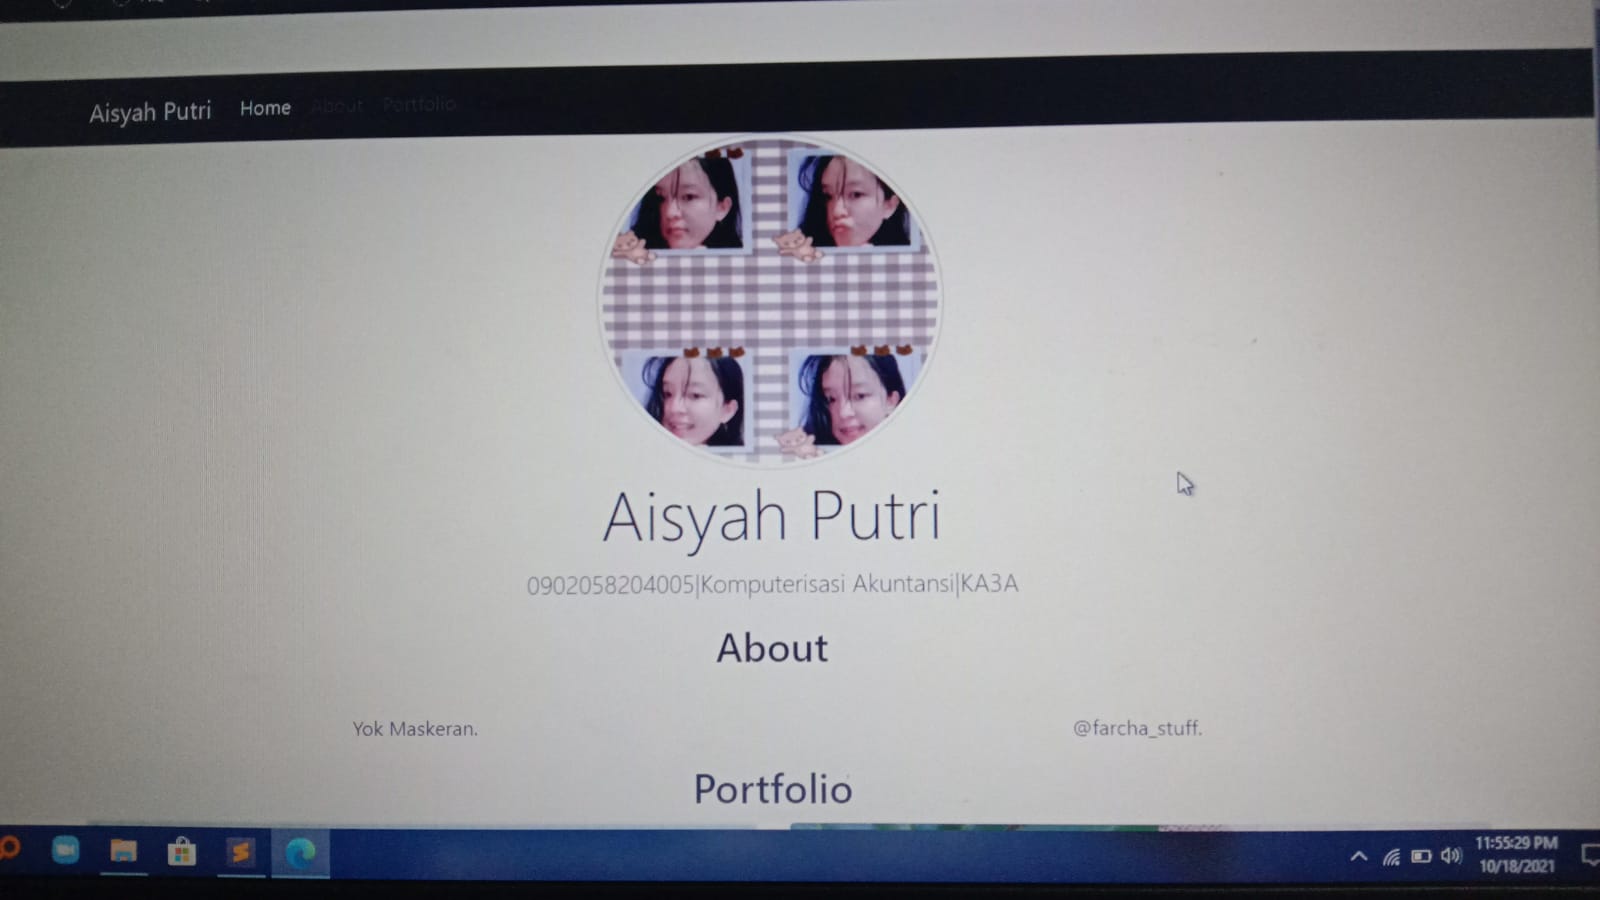 Aisyah Putri Home About Portfolio
Aisyah Putri
0902058204005|Komputerisasi Akuntansi|KA3A
About
Yok Maskeran. @farcha_stuff.
Portfolio
11:55:29 PM
10/18/2021